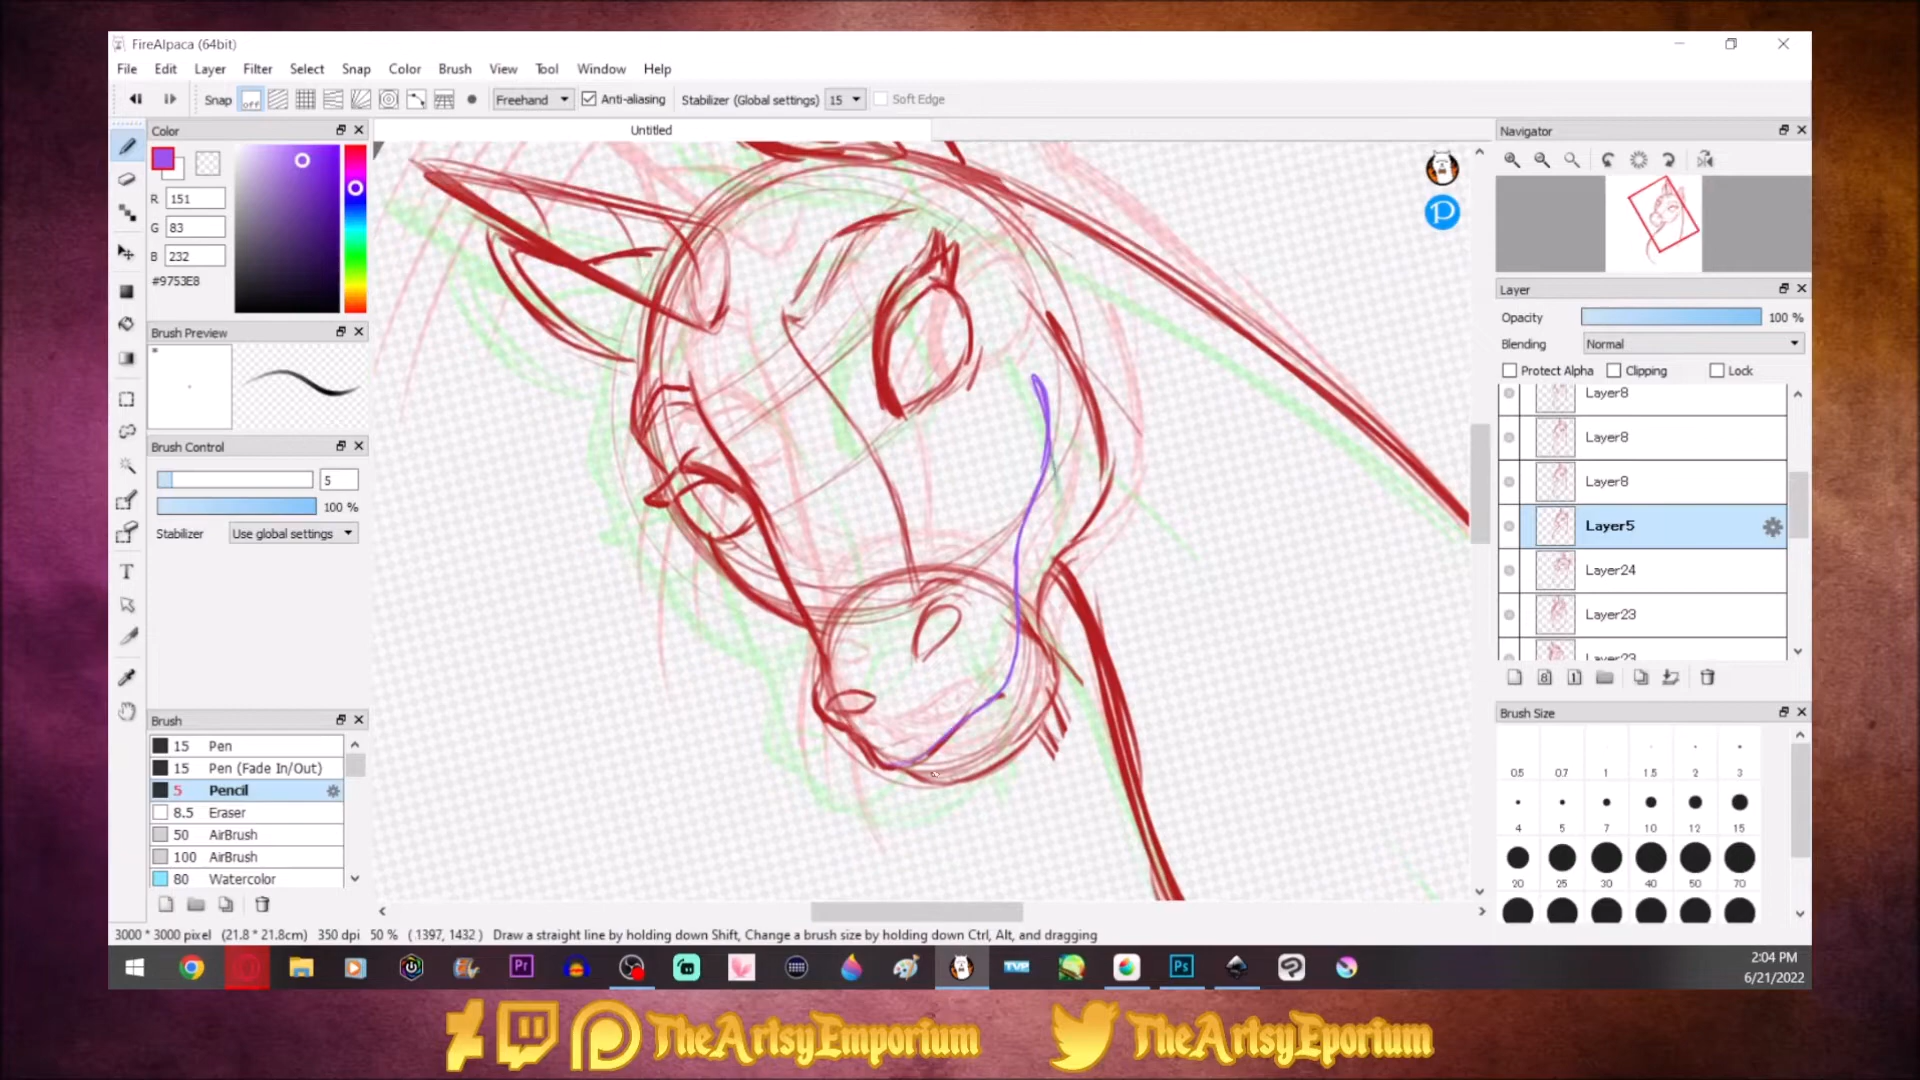 FireAlpaca (64bit)
File Edit Layer Filter Select Snap Color Brush View Tool Window Help
Snap off Freehand Anti-aliasing Stabilizer (Global settings) 15 Soft Edge
Color
Untitled
Navigator
R 151
G 83
B 232
#9753E8
Layer
Opacity 100 %
Brush Preview
Blending Normal
Protect Alpha Clipping Lock
Layer8
Layer8
Brush Control
5
Layer8
100 %
Stabilizer Use global settings
Layer5
Layer24
Layer23
Layer23
Brush
Brush Size
15 Pen
15 Pen (Fade In/Out)
0.5 0.7 1 1.5 2 3
5 Pencil
8.5 Eraser
4 5 7 10 12 15
50 AirBrush
100 AirBrush
80 Watercolor
20 25 30 40 50 70
3000 * 3000 pixel (21.8 * 21.8cm) 350 dpi 50 % ( 1397, 1432 ) Draw a straight line by holding down Shift, Change a brush size by holding down Ctrl, Alt, and dragging
Pr TVP Ps
2:04 PM
6/21/2022
TheArtsyEmporium TheArtsyEporium